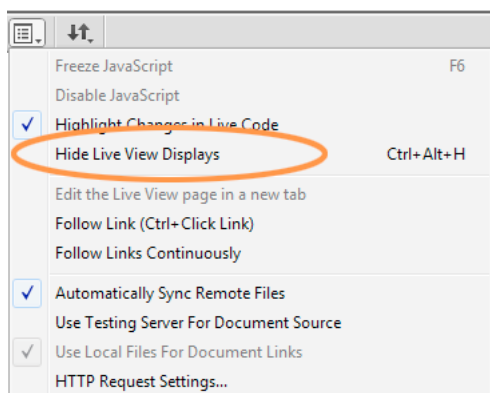 Freeze JavaScript F6
Disable JavaScript
Highlight Changes in Live Code
Hide Live View Displays Ctrl+Alt+H
Edit the Live View page in a new tab
Follow Link (Ctrl+Click Link)
Follow Links Continuously
Automatically Sync Remote Files
Use Testing Server For Document Source
Use Local Files For Document Links
HTTP Request Settings...